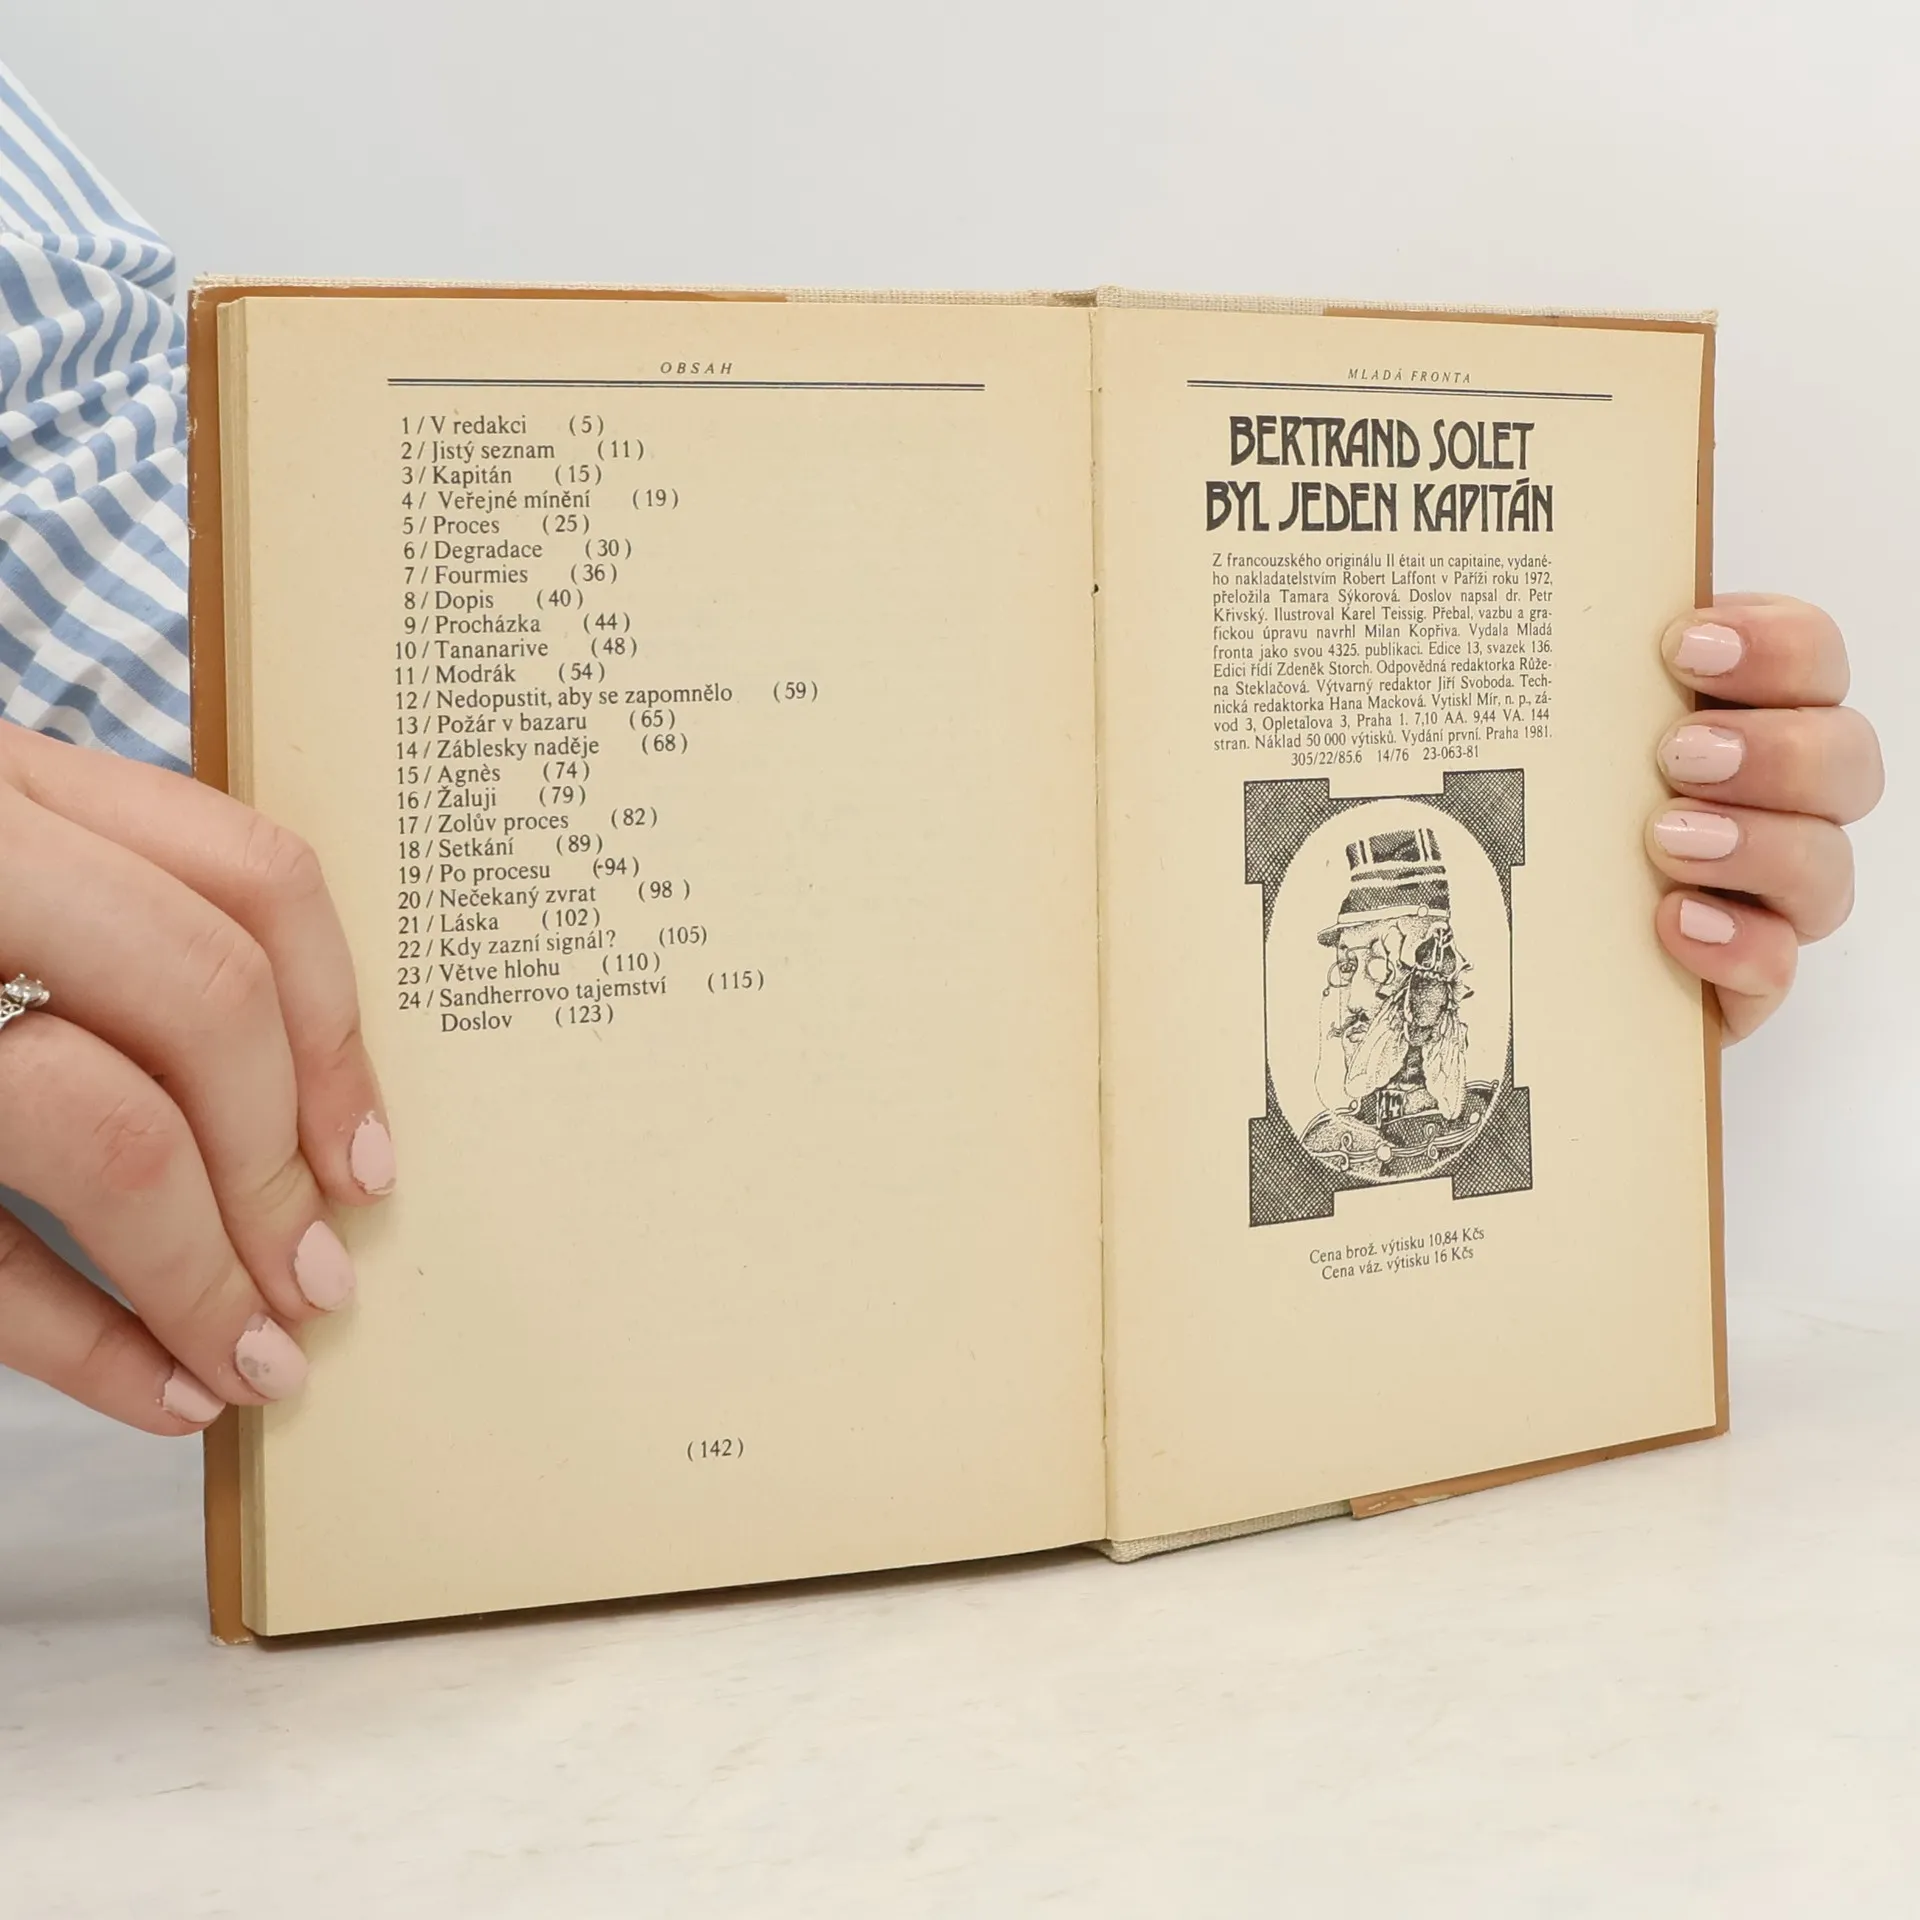 OBSAH
1 / V redakci (5)
2 / Jistý seznam (11)
3 / Kapitán (15)
4 / Veřejné mínění (19)
5 / Proces (25)
6 / Degradace (30)
7 / Fourmies (36)
8 / Dopis (40)
9 / Procházka (44)
10 / Tananarive (48)
11 / Modrák (54)
12 / Nedopustit, aby se zapomnělo (59)
13 / Požár v bazaru (65)
14 / Záblesky naděje (68)
15 / Agnès (74)
16 / Žaluji (79)
17 / Zolův proces (82)
18 / Setkání (89)
19 / Po procesu (94)
20 / Nečekaný zvrat (98)
21 / Láska (102)
22 / Kdy zazní signál? (105)
23 / Větve hlohu (110)
24 / Sandherrovo tajemství (115)
Doslov (123)
(142)
MLADÁ FRONTA
BERTRAND SOLET
BYL JEDEN KAPITÁN
Z francouzského originálu Il était un capitaine, vydané-
ho nakladatelstvím Robert Laffont v Paříži roku 1972,
přeložila Tamara Sýkorová. Doslov napsal dr. Petr
Křivský. Ilustroval Karel Teissig. Přebal, vazbu a gra-
fickou úpravu navrhl Milan Kopřiva. Vydala Mladá
fronta jako svou 4325. publikaci. Edice 13, svazek 136.
Edici řídí Zdeněk Storch. Odpovědná redaktorka Růže-
na Steklačová. Výtvarný redaktor Jiří Svoboda. Tech-
nická redaktorka Hana Macková. Vytiskl Mír, n. p., zá-
vod 3, Opletalova 3, Praha 1. 7,10 AA. 9,44 VA. 144
stran. Náklad 50 000 výtisků. Vydání první. Praha 1981.
305/22/85.6 14/76 23-063-81
Cena brož. výtisku 10,84 Kčs
Cena váz. výtisku 16 Kčs